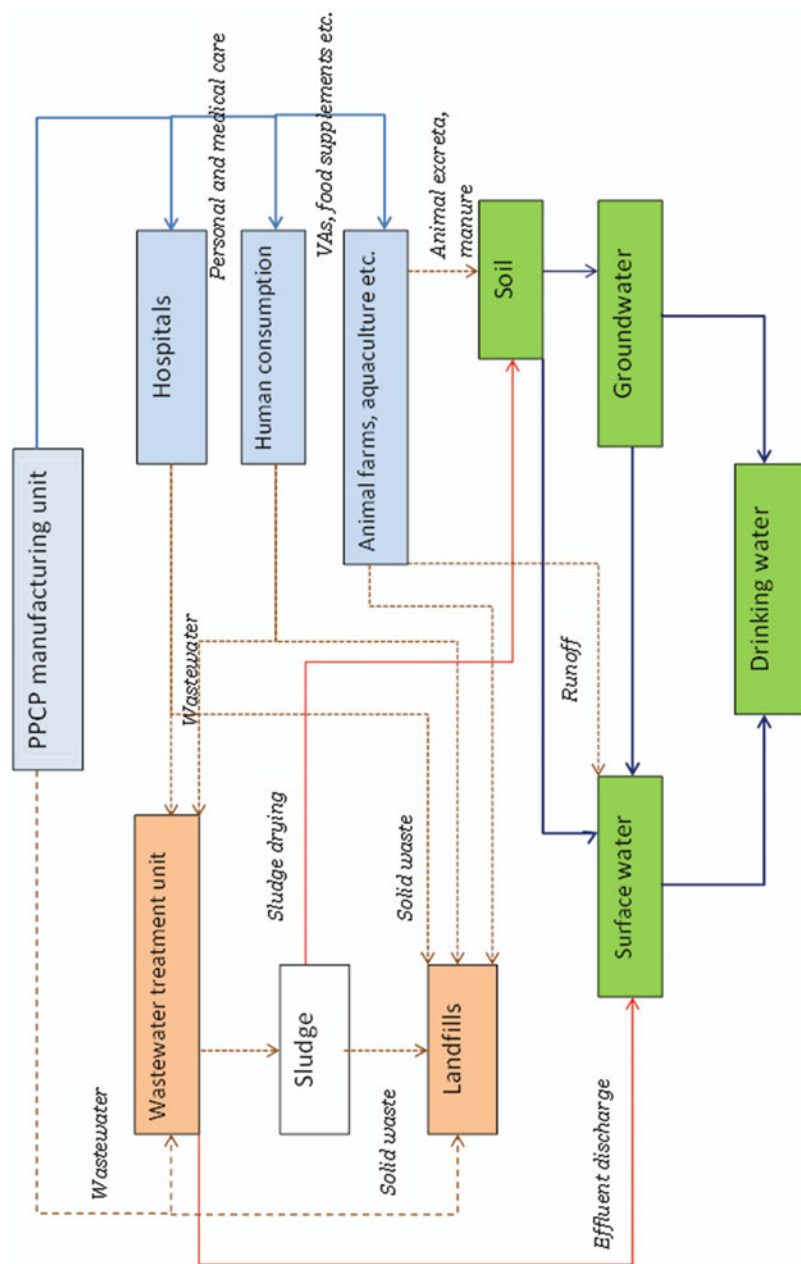 PPCP manufacturing unit
Wastewater
Wastewater treatment unit
Hospitals
Personal and medical care
Wastewater
Human consumption
VAs, food supplements etc.
Sludge drying
Sludge
Animal farms, aquaculture etc.
Solid waste
Solid waste
Landfills
Animal excreta,
manure
Soil
Runoff
Effluent discharge
Surface water
Groundwater
Drinking water